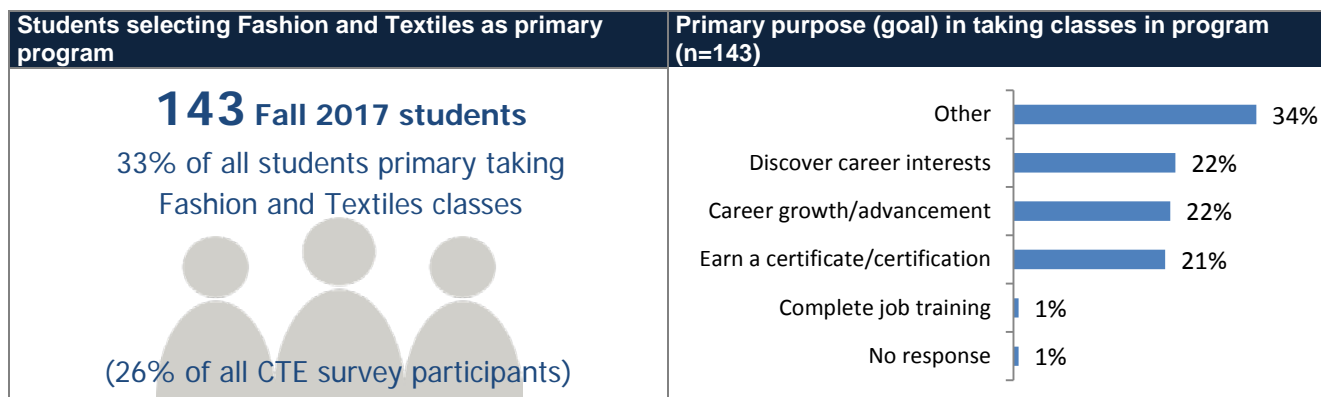 Students selecting Fashion and Textiles as primary
program
143 Fall 2017 students
33% of all students primary taking
Fashion and Textiles classes
(26% of all CTE survey participants)
Primary purpose (goal) in taking classes in program
(n=143)
Other 34%
Discover career interests 22%
Career growth/advancement 22%
Earn a certificate/certification 21%
Complete job training 1%
No response 1%